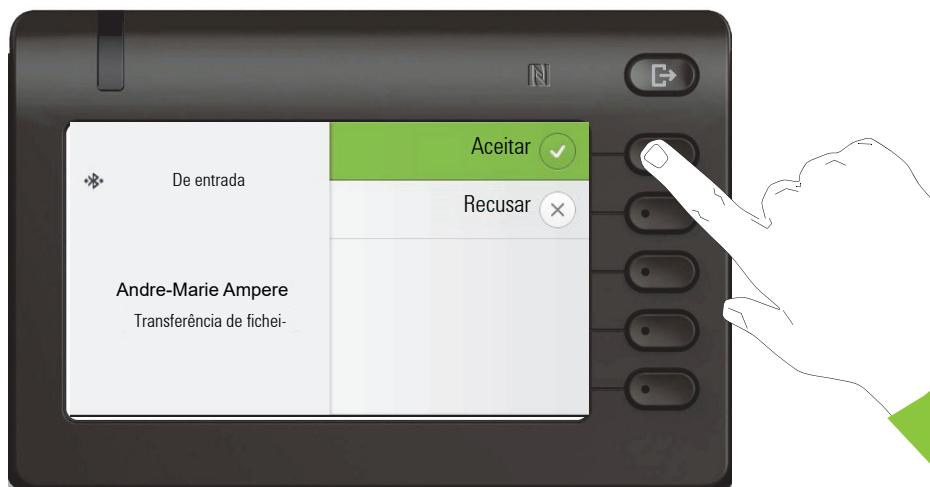 Aceitar
De entrada
Recusar
Andre-Marie Ampere
Transferência de fichei-